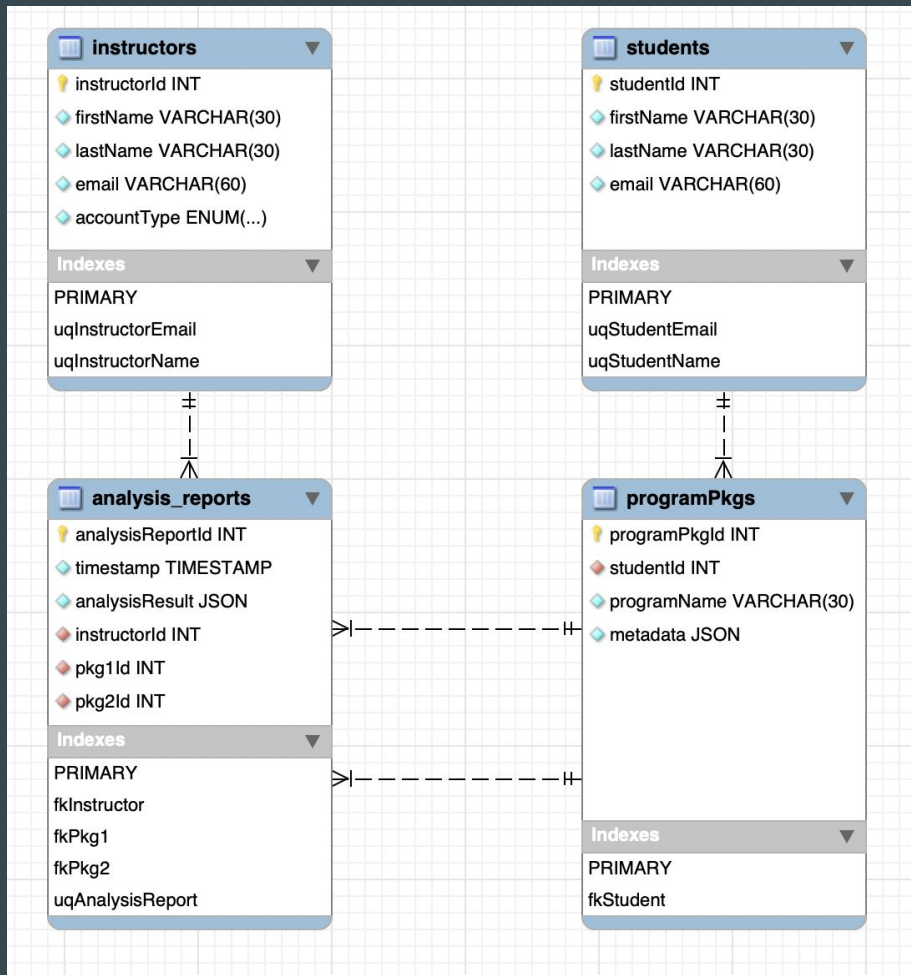 instructors
instructorId INT
firstName VARCHAR(30)
lastName VARCHAR(30)
email VARCHAR(60)
accountType ENUM(...)
Indexes
PRIMARY
uqInstructorEmail
uqInstructorName
students
studentId INT
firstName VARCHAR(30)
lastName VARCHAR(30)
email VARCHAR(60)
Indexes
PRIMARY
uqStudentEmail
uqStudentName
analysis_reports
analysisReportId INT
timestamp TIMESTAMP
analysisResult JSON
instructorId INT
pkg1Id INT
pkg2Id INT
Indexes
PRIMARY
fkInstructor
fkPkg1
fkPkg2
uqAnalysisReport
programPkgs
programPkgId INT
studentId INT
programName VARCHAR(30)
metadata JSON
Indexes
PRIMARY
fkStudent